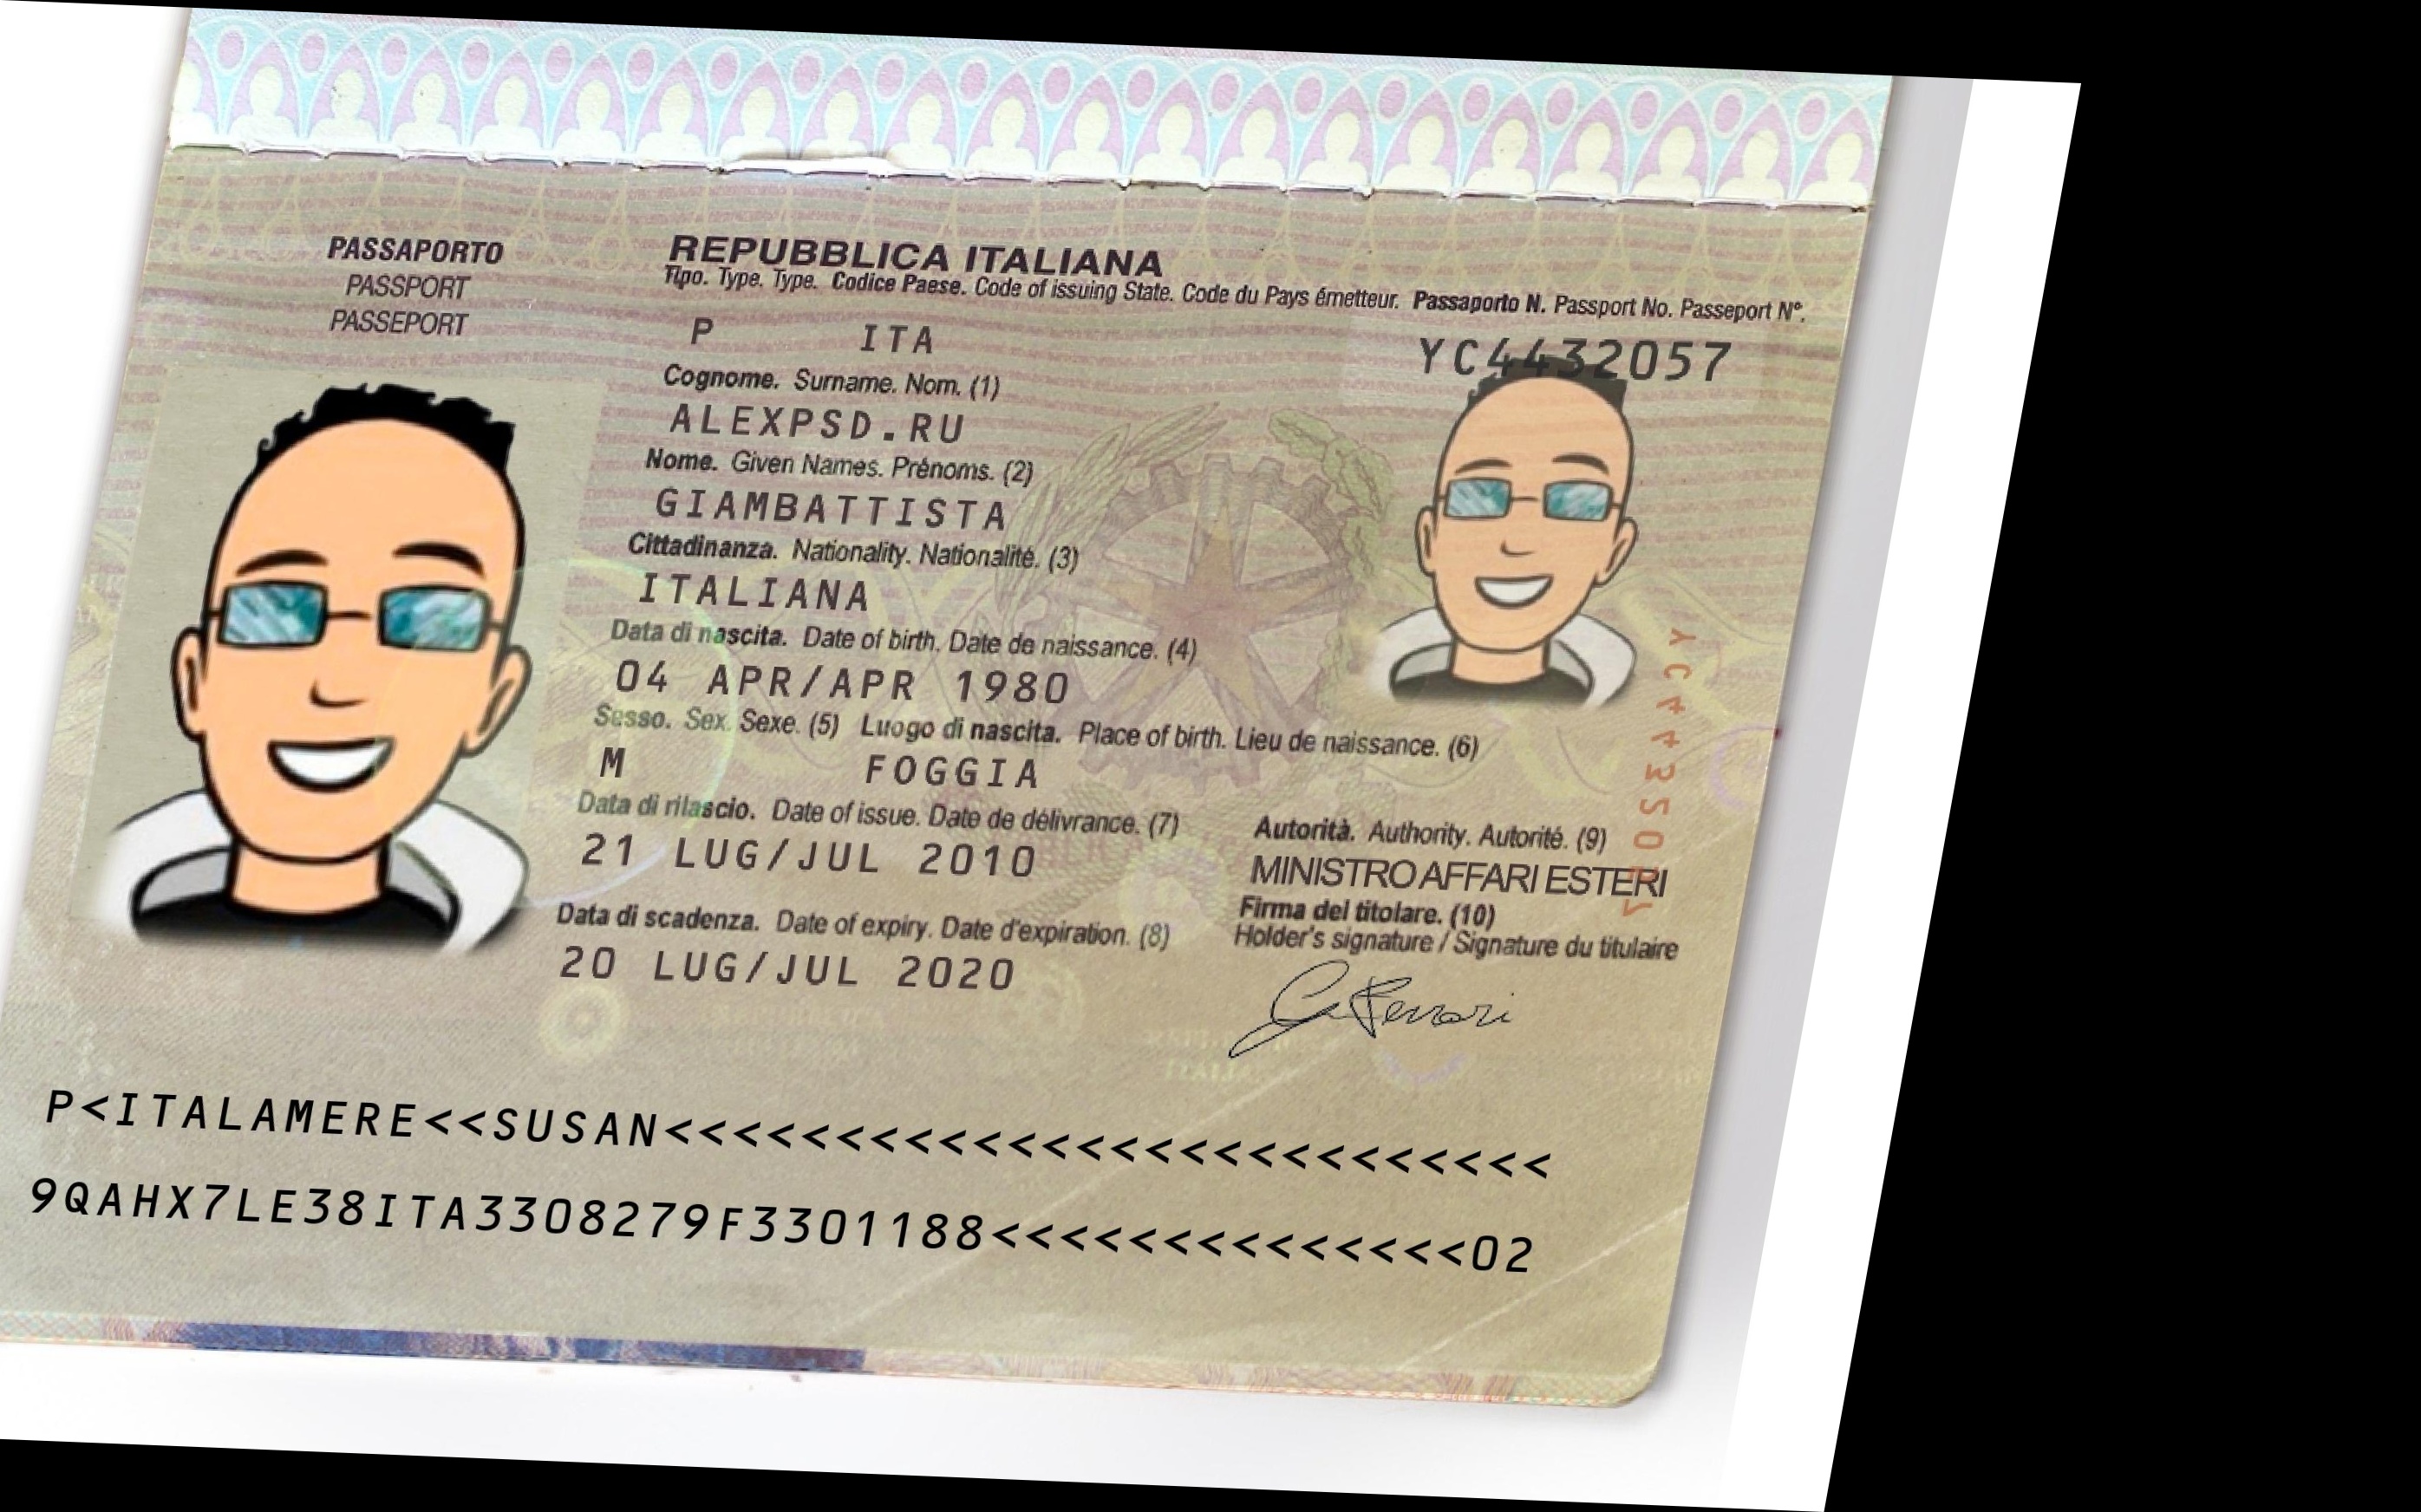 PASSAPORTO
PASSPORT
PASSEPORT
REPUBBLICA ITALIANA
Tipo. Type. Type. Codice Paese. Code of issuing State. Code du Pays émetteur. Passaporto N. Passport No. Passeport N°.
P ITA YC4432057
Cognome. Surname. Nom. (1)
ALEXPSD.RU
Nome. Given Names. Prénoms. (2)
GIAMBATTISTA
Cittadinanza. Nationality. Nationalité. (3)
ITALIANA
Data di nascita. Date of birth. Date de naissance. (4)
04 APR/APR 1980
Sesso. Sex. Sexe. (5) Luogo di nascita. Place of birth. Lieu de naissance. (6)
M FOGGIA
Data di rilascio. Date of issue. Date de délivrance. (7)
21 LUG/JUL 2010
Autorità. Authority. Autorité. (9)
MINISTRO AFFARI ESTERI
Data di scadenza. Date of expiry. Date d'expiration. (8)
20 LUG/JUL 2020
Firma del titolare. (10)
Holder's signature / Signature du titulaire
G Ferrari
YC4432057
P<ITALAMERE<<SUSAN<<<<<<<<<<<<<<<<<<<<<<<<<<
9QAHX7LE38ITA3308279F3301188<<<<<<<<<<<<<<02